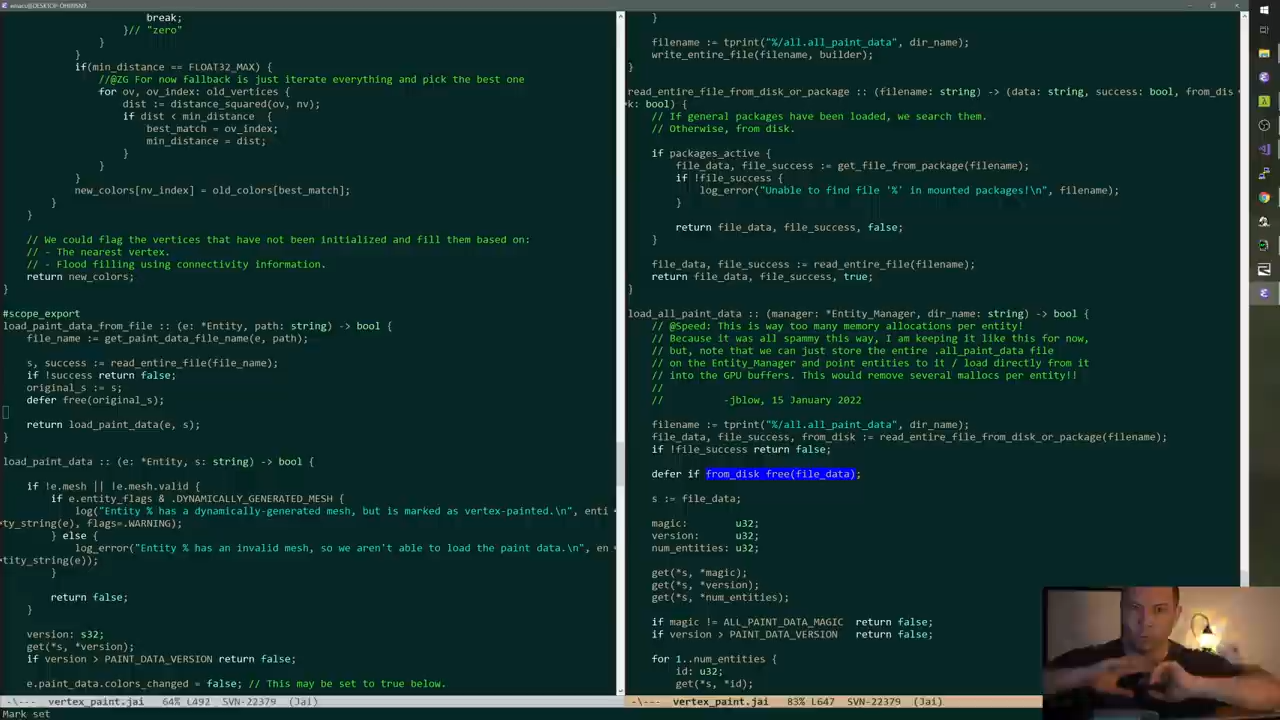 emacs@DESKTOP-OHI89SN3
break;
}// "zero"
}
}
if(min_distance == FLOAT32_MAX) {
//@ZG For now fallback is just iterate everything and pick the best one
for ov, ov_index: old_vertices {
dist := distance_squared(ov, nv);
if dist < min_distance  {
best_match = ov_index;
min_distance = dist;
}
}
}
new_colors[nv_index] = old_colors[best_match];
}
}
// We could flag the vertices that have not been initialized and fill them based on:
// - The nearest vertex.
// - Flood filling using connectivity information.
return new_colors;
}
#scope_export
load_paint_data_from_file :: (e: *Entity, path: string) -> bool {
file_name := get_paint_data_file_name(e, path);
s, success := read_entire_file(file_name);
if !success return false;
original_s := s;
defer free(original_s);
return load_paint_data(e, s);
}
load_paint_data :: (e: *Entity, s: string) -> bool {
if !e.mesh || !e.mesh.valid {
if e.entity_flags & .DYNAMICALLY_GENERATED_MESH {
log("Entity % has a dynamically-generated mesh, but is marked as vertex-painted.\n", enti
ty_string(e), flags=.WARNING);
} else {
log_error("Entity % has an invalid mesh, so we aren't able to load the paint data.\n", en
tity_string(e));
}
return false;
}
version: s32;
get(*s, *version);
if version > PAINT_DATA_VERSION return false;
e.paint_data.colors_changed = false; // This may be set to true below.
-\---  vertex_paint.jai   64% L492  SVN-22379  (Jai)
Mark set
}
filename := tprint("%/all.all_paint_data", dir_name);
write_entire_file(filename, builder);
}
read_entire_file_from_disk_or_package :: (filename: string) -> (data: string, success: bool, from_dis
k: bool) {
// If general packages have been loaded, we search them.
// Otherwise, from disk.
if packages_active {
file_data, file_success := get_file_from_package(filename);
if !file_success {
log_error("Unable to find file '%' in mounted packages!\n", filename);
}
return file_data, file_success, false;
}
file_data, file_success := read_entire_file(filename);
return file_data, file_success, true;
}
load_all_paint_data :: (manager: *Entity_Manager, dir_name: string) -> bool {
// @Speed: This is way too many memory allocations per entity!
// Because it was all spammy this way, I am keeping it like this for now,
// but, note that we can just store the entire .all_paint_data file
// on the Entity_Manager and point entities to it / load directly from it
// into the GPU buffers. This would remove several mallocs per entity!!
//
//          -jblow, 15 January 2022
filename := tprint("%/all.all_paint_data", dir_name);
file_data, file_success, from_disk := read_entire_file_from_disk_or_package(filename);
if !file_success return false;
defer if from_disk free(file_data);
s := file_data;
magic:        u32;
version:      u32;
num_entities: u32;
get(*s, *magic);
get(*s, *version);
get(*s, *num_entities);
if magic != ALL_PAINT_DATA_MAGIC  return false;
if version > PAINT_DATA_VERSION   return false;
for 1..num_entities {
id: u32;
get(*s, *id);
-\---  vertex_paint.jai   83% L647  SVN-22379  (Jai)